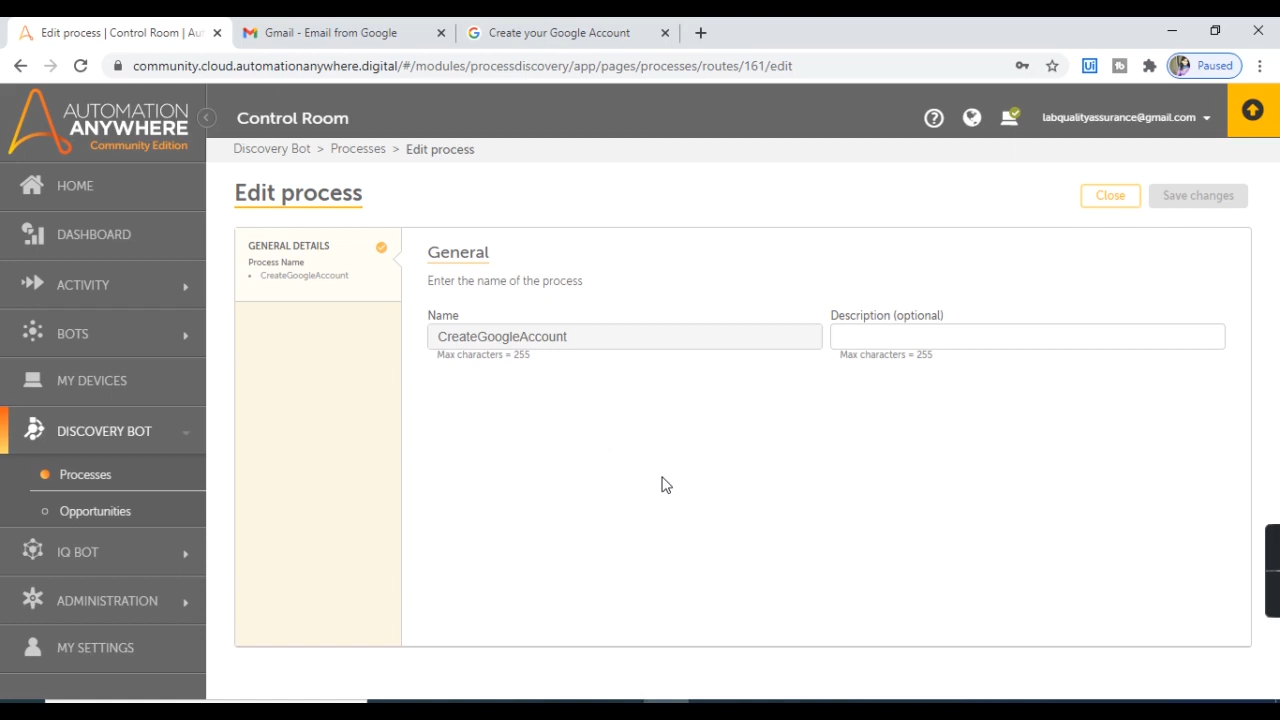 Edit process | Control Room | Au
Gmail - Email from Google
Create your Google Account
community.cloud.automationanywhere.digital/#/modules/processdiscovery/app/pages/processes/routes/161/edit
Ui
tb
Paused
AUTOMATION
ANYWHERE
Community Edition
Control Room
labqualityassurance@gmail.com
Discovery Bot > Processes > Edit process
HOME
DASHBOARD
ACTIVITY
BOTS
MY DEVICES
DISCOVERY BOT
Processes
Opportunities
IQ BOT
ADMINISTRATION
MY SETTINGS
Edit process
Close
Save changes
GENERAL DETAILS
Process Name
• CreateGoogleAccount
General
Enter the name of the process
Name
CreateGoogleAccount
Max characters = 255
Description (optional)
Max characters = 255